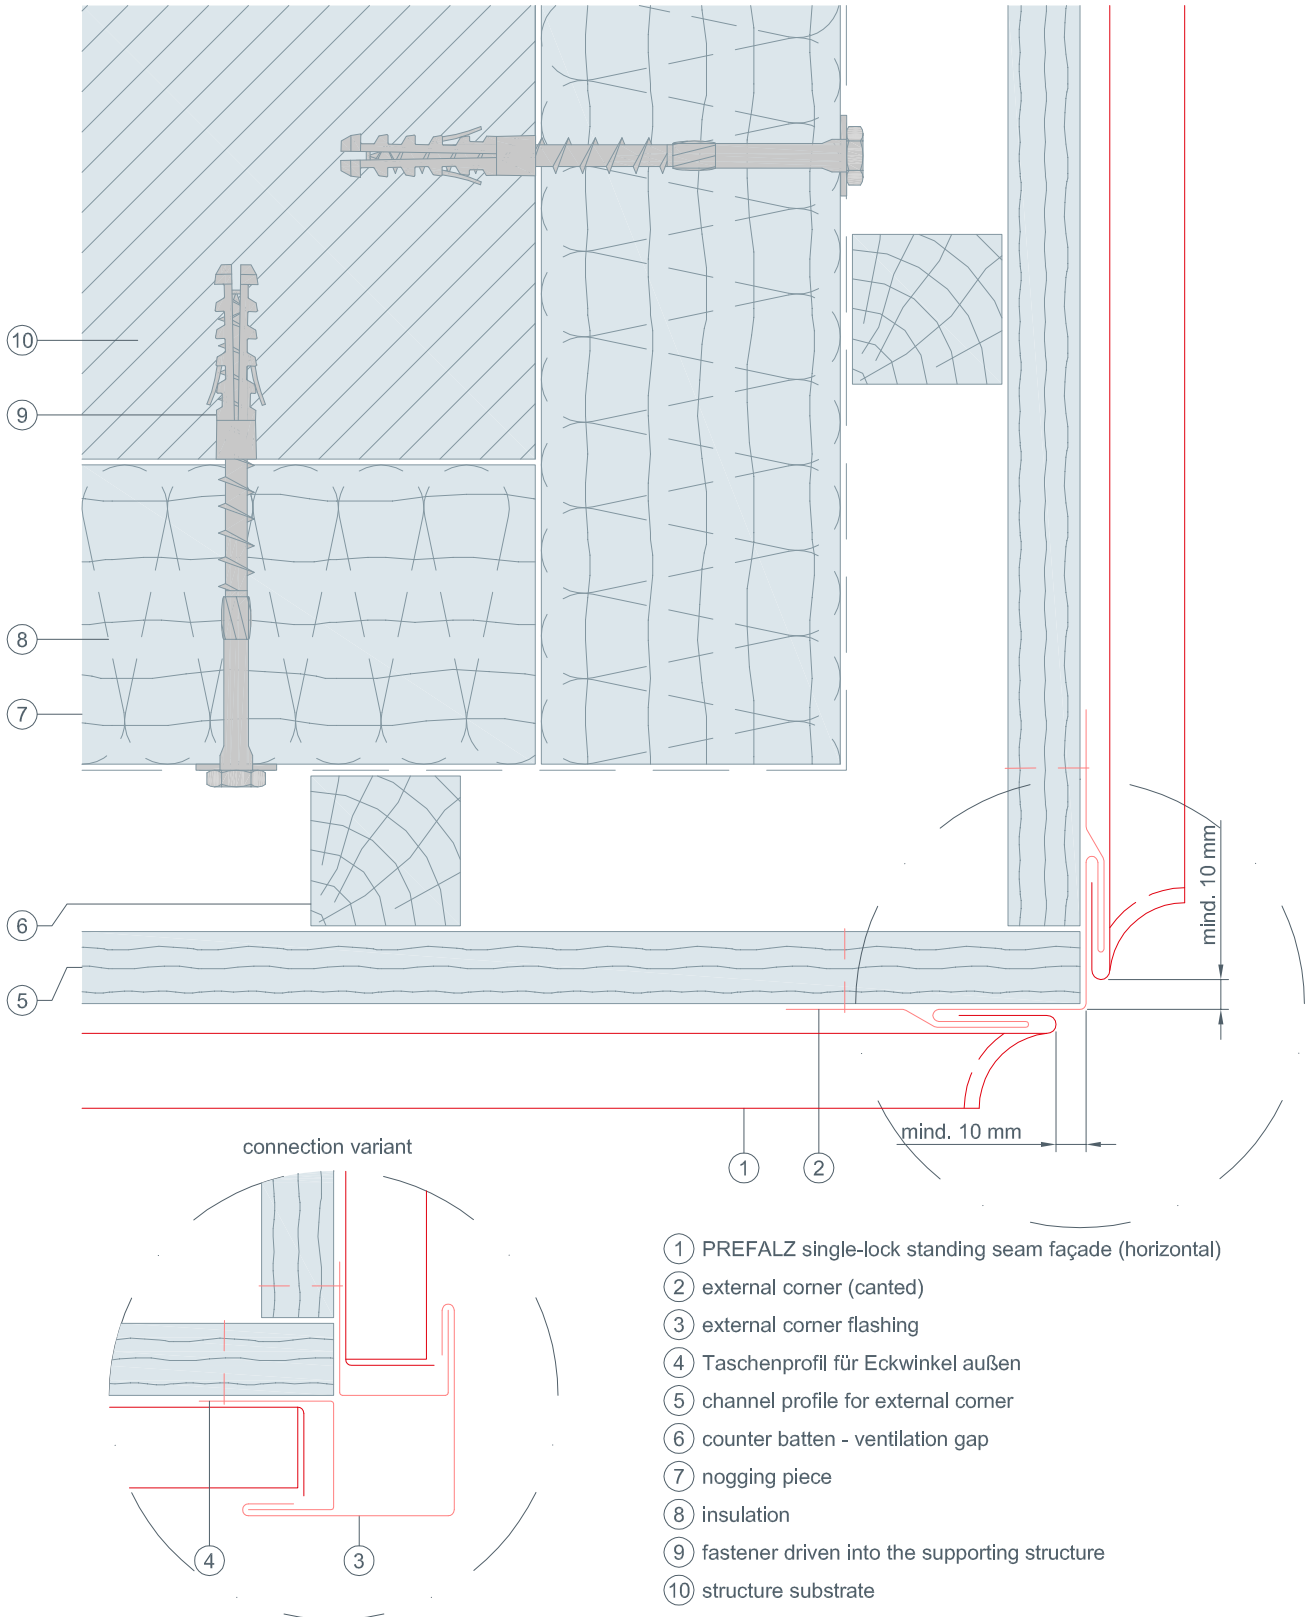 10
9
8
7
6
5
mind. 10 mm
mind. 10 mm
1
2
connection variant
4
3
1 PREFALZ single-lock standing seam façade (horizontal)
2 external corner (canted)
3 external corner flashing
4 Taschenprofil für Eckwinkel außen
5 channel profile for external corner
6 counter batten - ventilation gap
7 nogging piece
8 insulation
9 fastener driven into the supporting structure
10 structure substrate